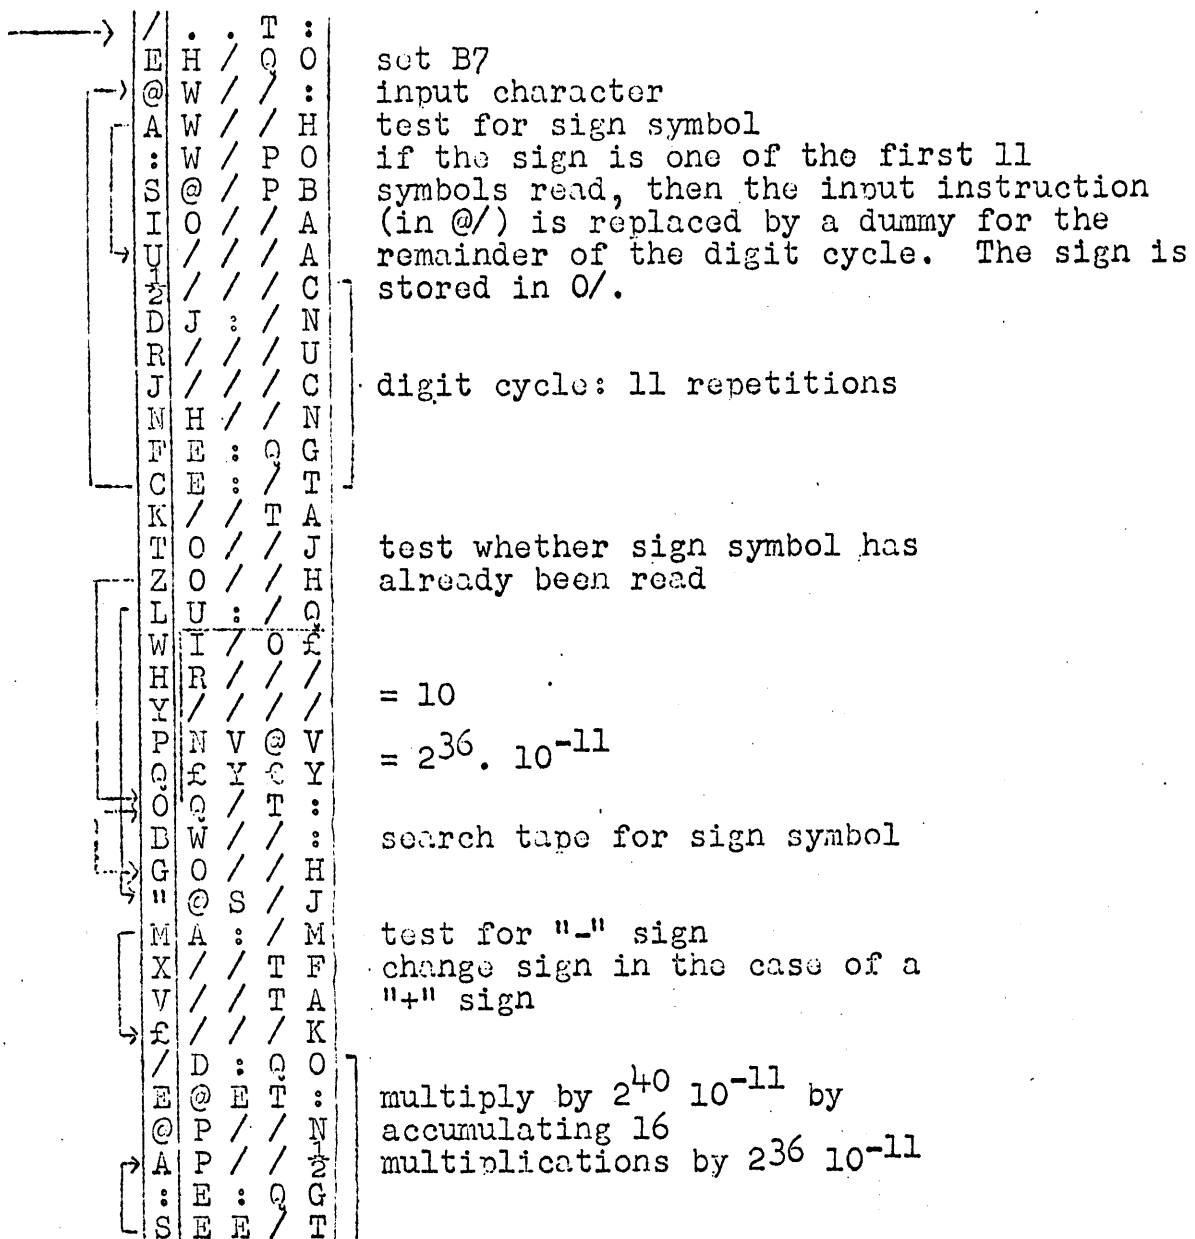 / . . T :
E H / Q O set B7
@ W / / : input character
A W / / H test for sign symbol
: W / P O if the sign is one of the first 11
S @ / P B symbols read, then the input instruction
I O / / A (in @/) is replaced by a dummy for the
U / / / A remainder of the digit cycle. The sign is
½ / / / C stored in O/.
D J : / N
R / / / U
J / / / C digit cycle: 11 repetitions
N H / / N
F E : Q G
C E : / T
K / / T A
T O / / J test whether sign symbol has
Z O / / H already been read
L U : / Q
W I / O £
H R / / /
Y / / / / = 10
P N V @ V
Q £ Y £ Y = 2^36. 10^-11
O Q / T :
B W / / : search tape for sign symbol
G O / / H
" @ S / J
M A : / M test for "-" sign
X / / T F change sign in the case of a
V / / T A "+" sign
£ / / / K
/ D : Q O
E @ E T : multiply by 2^40 10^-11 by
@ P / / N accumulating 16
A P / / ½ multiplications by 2^36 10^-11
: E : Q G
S E E / T